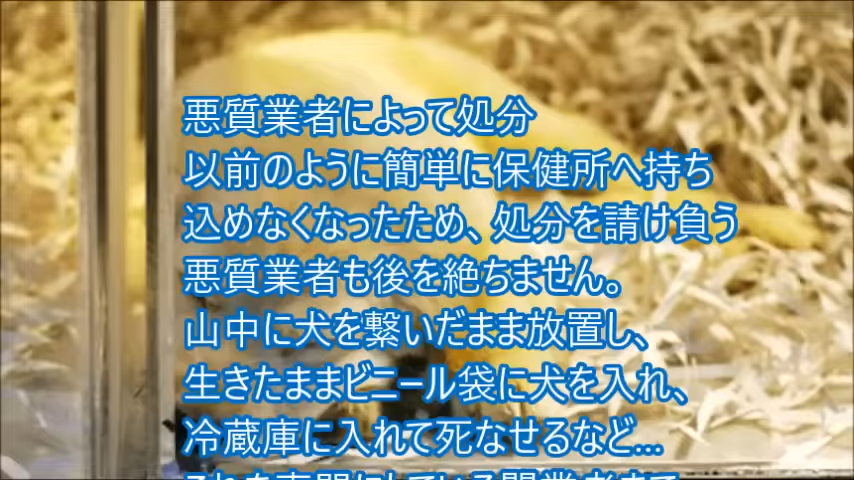 悪質業者によって処分
以前のように簡単に保健所へ持ち
込めなくなったため、処分を請け負う
悪質業者も後を絶ちません。
山中に犬を繋いだまま放置し、
生きたままビニール袋に犬を入れ、
冷蔵庫に入れて死なせるなど...